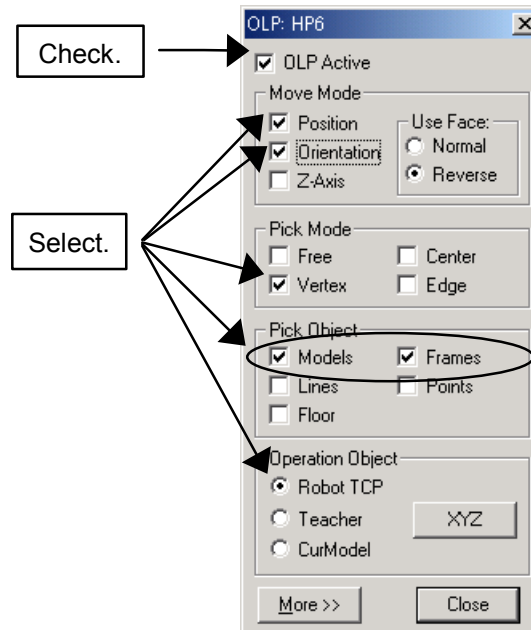 Check.
Select.
OLP: HP6
OLP Active
Move Mode
Position
Orientation
Z-Axis
Use Face:
Normal
Reverse
Pick Mode
Free Center
Vertex Edge
Pick Object
Models Frames
Lines Points
Floor
Operation Object
Robot TCP
Teacher XYZ
CurModel
More >> Close